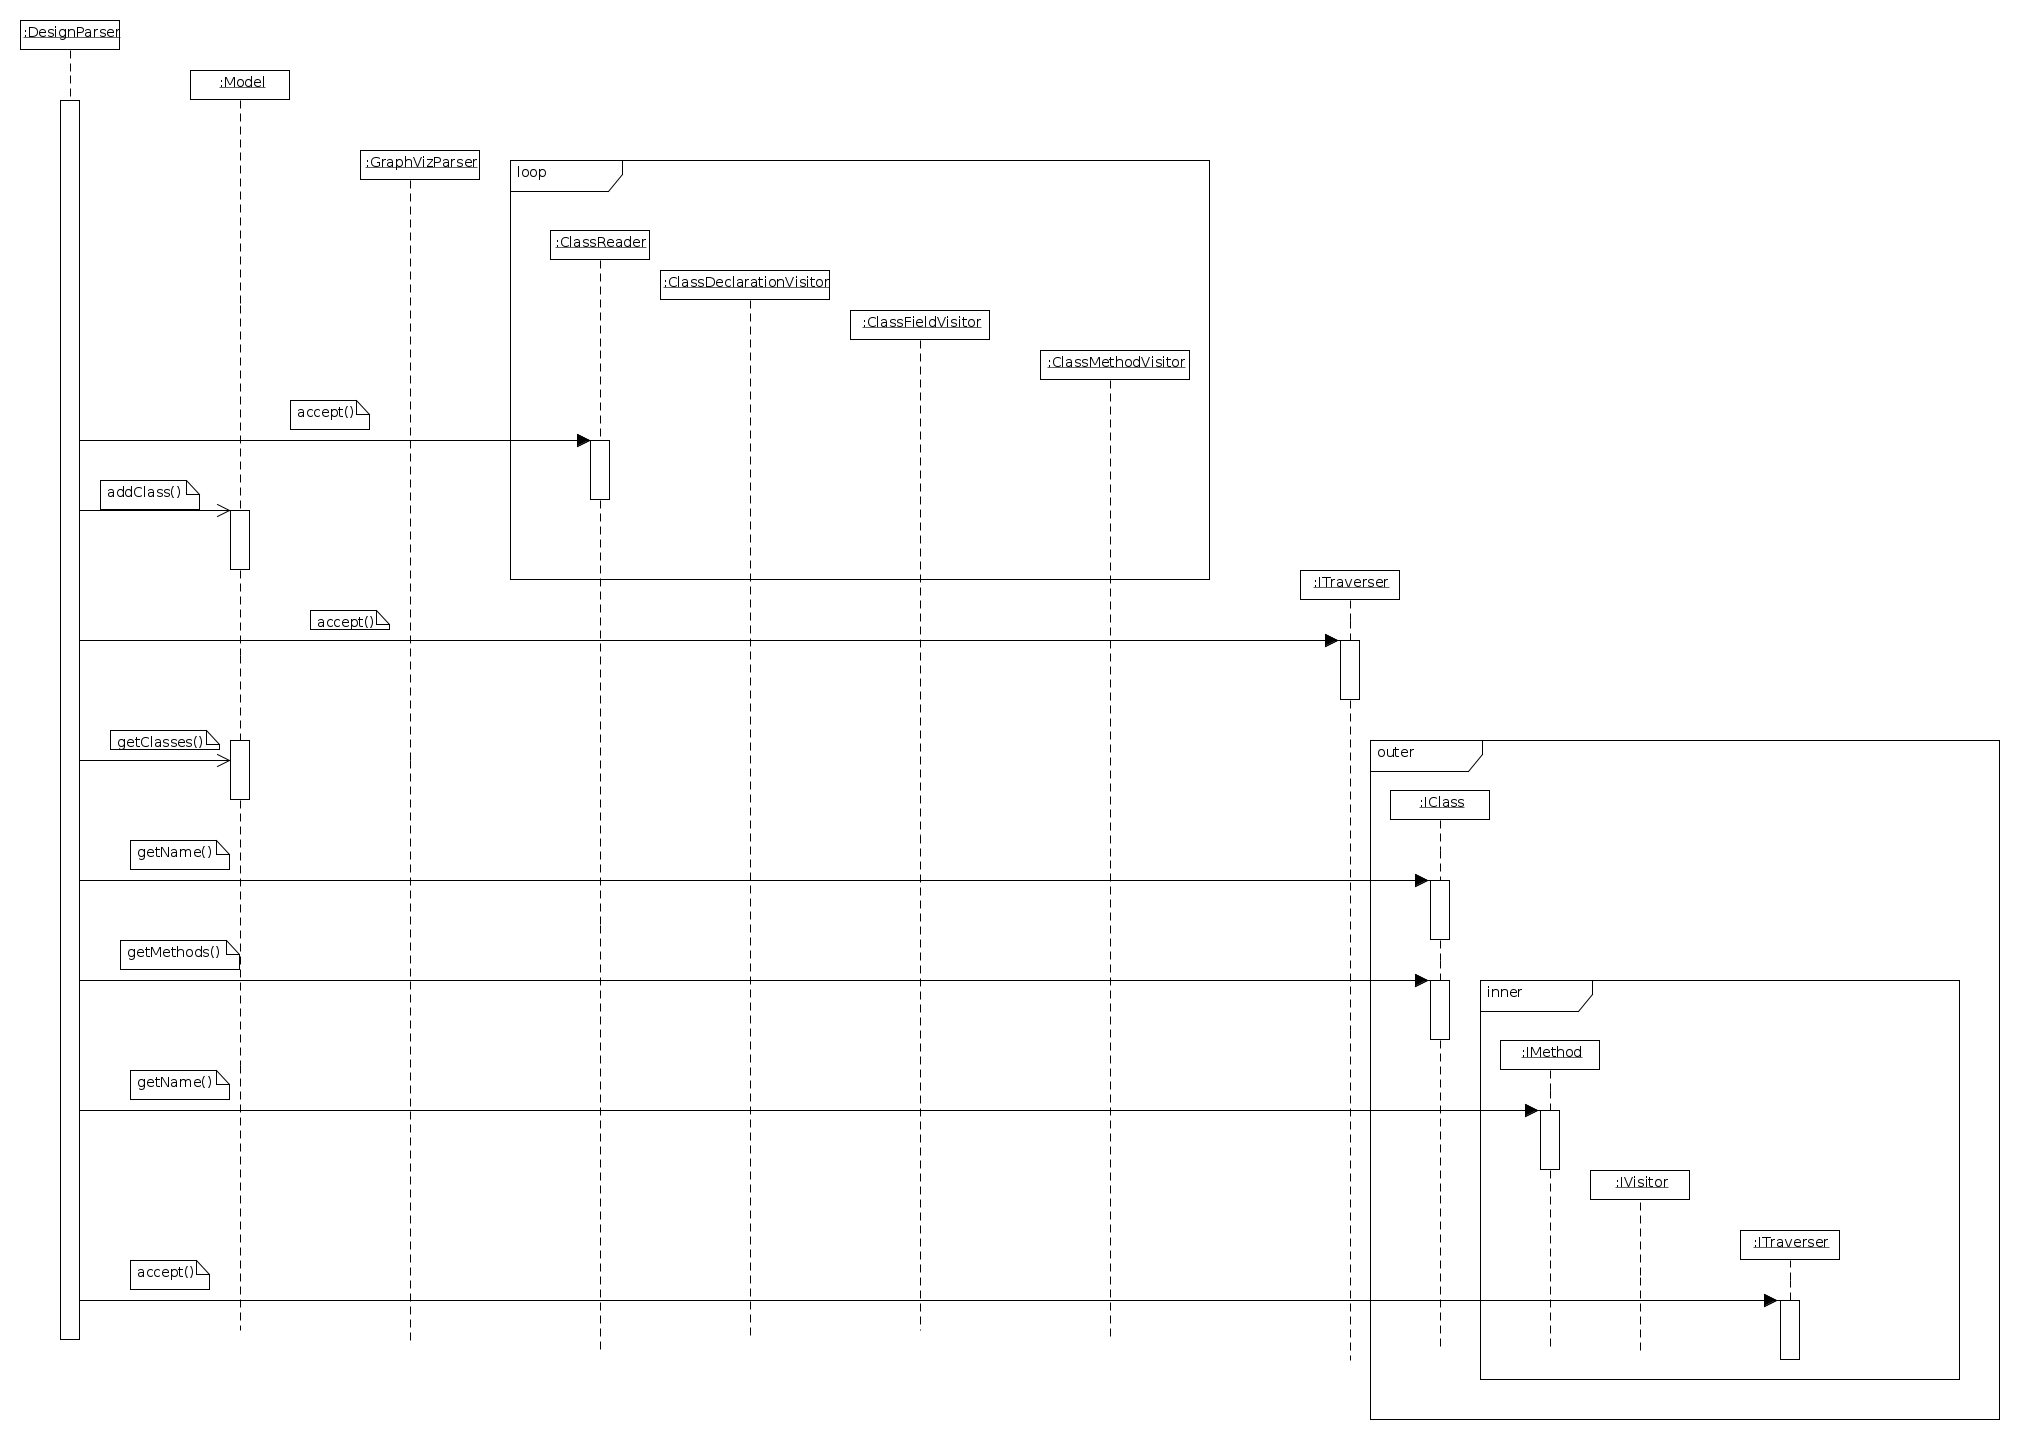 :DesignParser
:Model
:GraphVizParser
loop
:ClassReader
:ClassDeclarationVisitor
:ClassFieldVisitor
:ClassMethodVisitor
accept()
addClass()
:ITraverser
accept()
getClasses()
outer
:IClass
getName()
getMethods()
inner
:IMethod
getName()
:IVisitor
:ITraverser
accept()